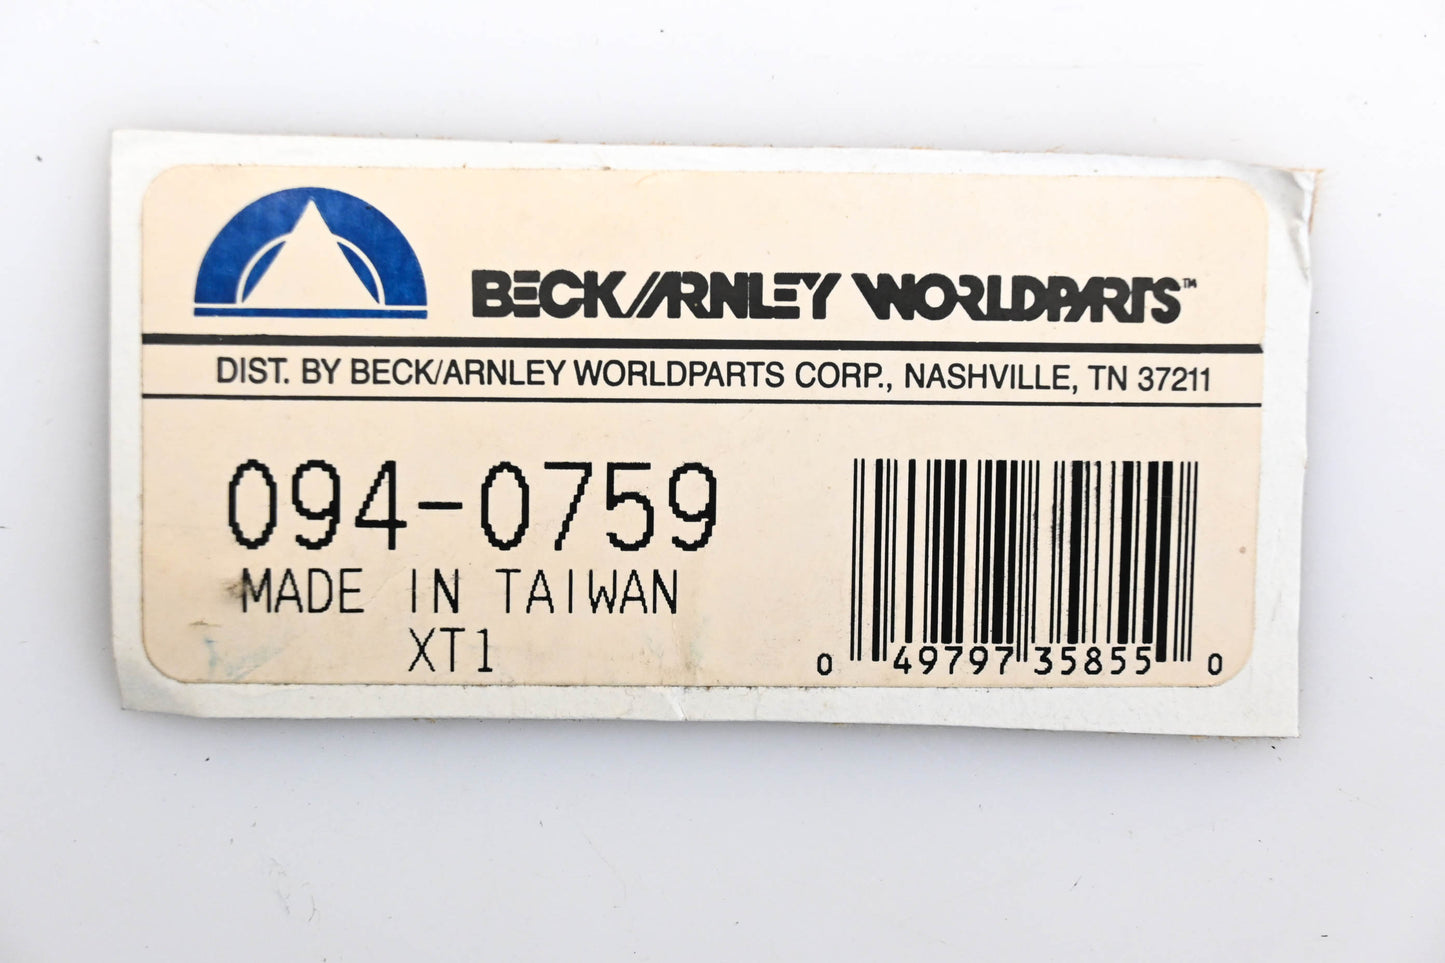 BECK/ARNLEY WORLDPARTS™
DIST. BY BECK/ARNLEY WORLDPARTS CORP., NASHVILLE, TN 37211
094-0759
MADE IN TAIWAN
XT1
0 49797 35855 0